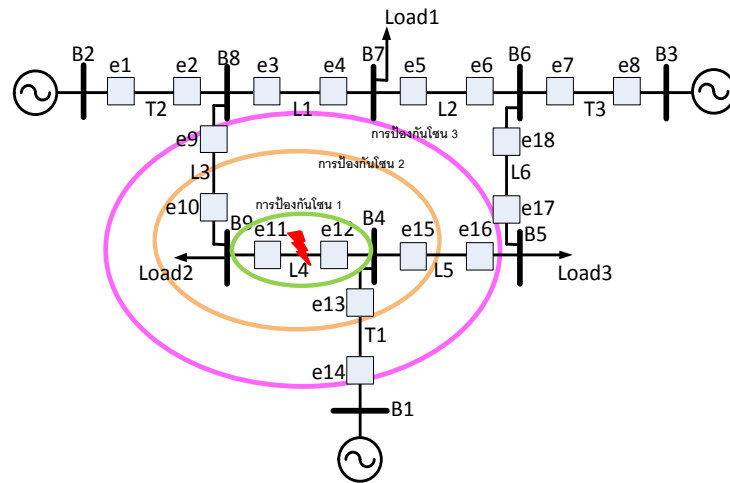 Load1
B2
B8
B7
B6
B3
e1
e2
e3
e4
e5
e6
e7
e8
T2
L1
L2
T3
การป้องกันโซน 3
e9
e18
การป้องกันโซน 2
L3
L6
e10
การป้องกันโซน 1
e17
B9
B4
e11
e12
e15
e16
B5
Load2
L4
L5
Load3
e13
T1
e14
B1